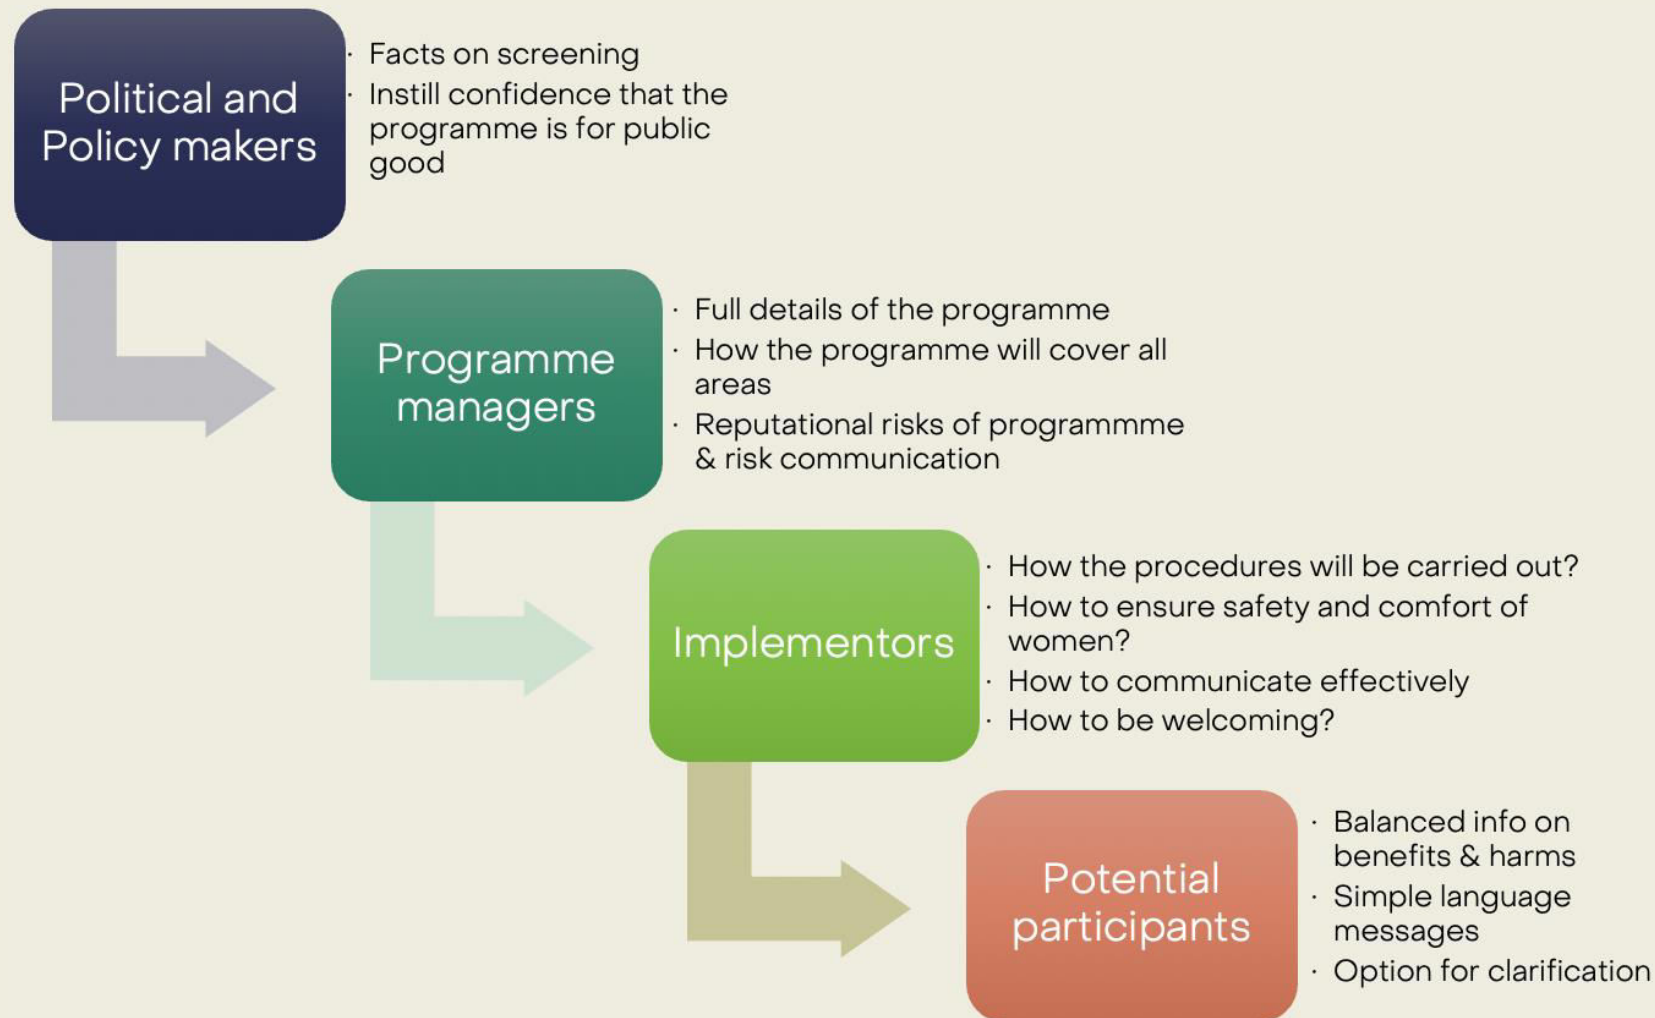 Political and
Policy makers
· Facts on screening
· Instill confidence that the
programme is for public
good
Programme
managers
· Full details of the programme
· How the programme will cover all
areas
· Reputational risks of programmme
& risk communication
Implementors
· How the procedures will be carried out?
· How to ensure safety and comfort of
women?
· How to communicate effectively
· How to be welcoming?
Potential
participants
· Balanced info on
benefits & harms
· Simple language
messages
· Option for clarification